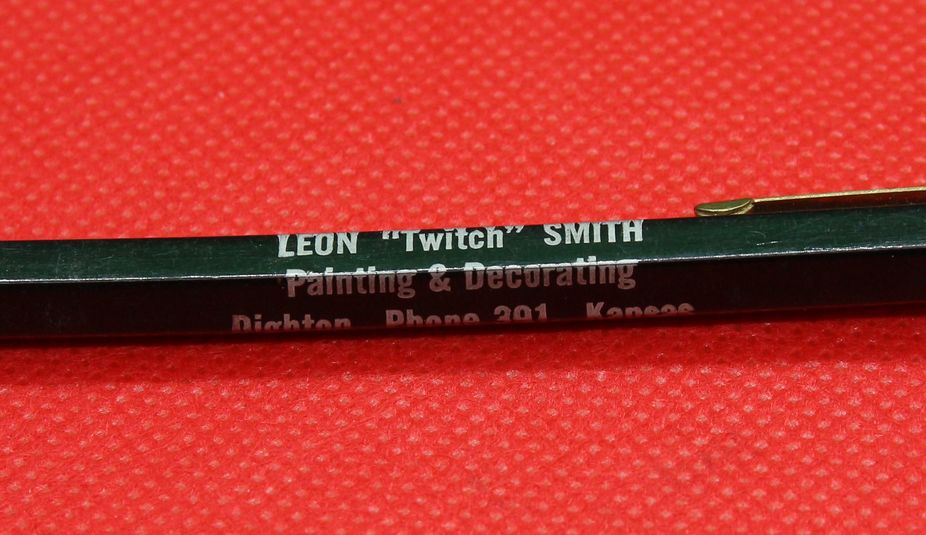 LEON “Twitch” SMITH
Painting & Decorating
Dighton Phone 391 Kansas